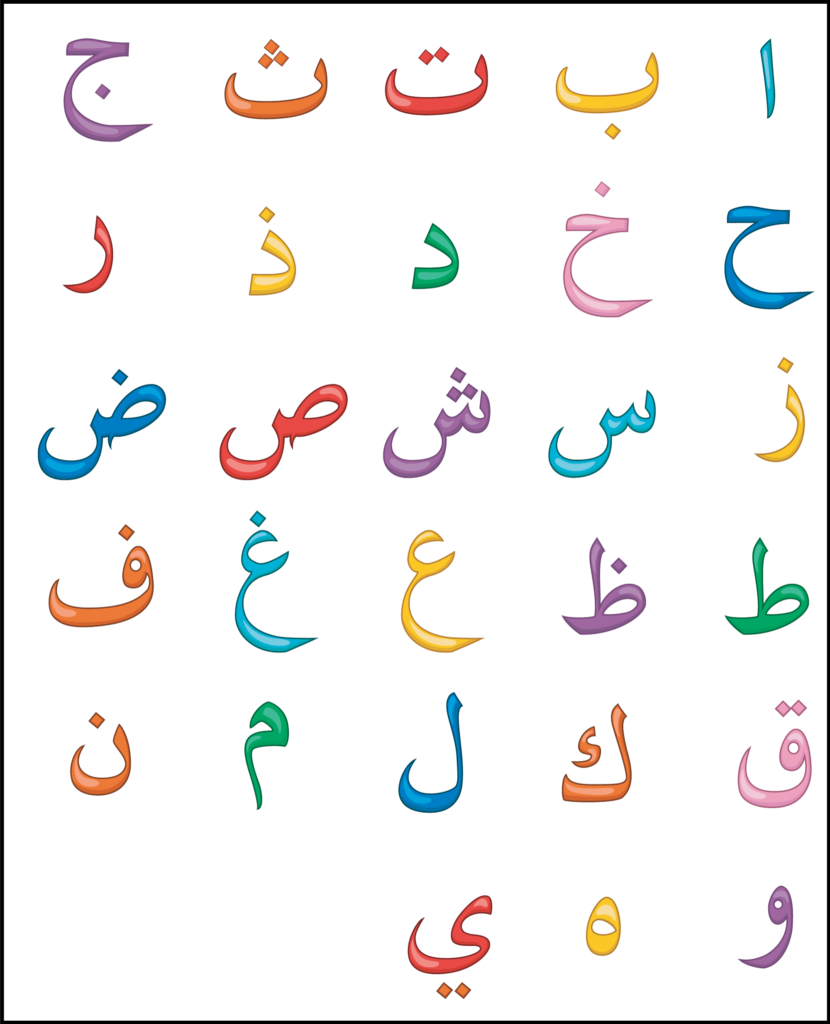 ا ب ت ث ج
ح خ د ذ ر
ز س ش ص ض
ط ظ ع غ ف
ق ك ل م ن
و ه ي